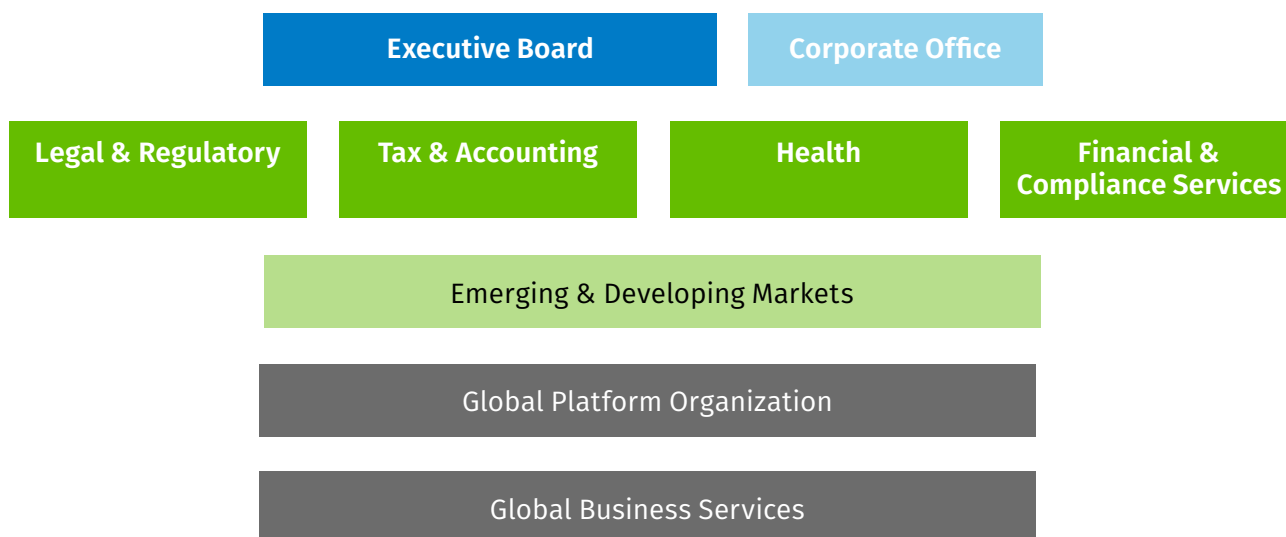 Executive Board
Corporate Office
Legal & Regulatory
Tax & Accounting
Health
Financial &
Compliance Services
Emerging & Developing Markets
Global Platform Organization
Global Business Services